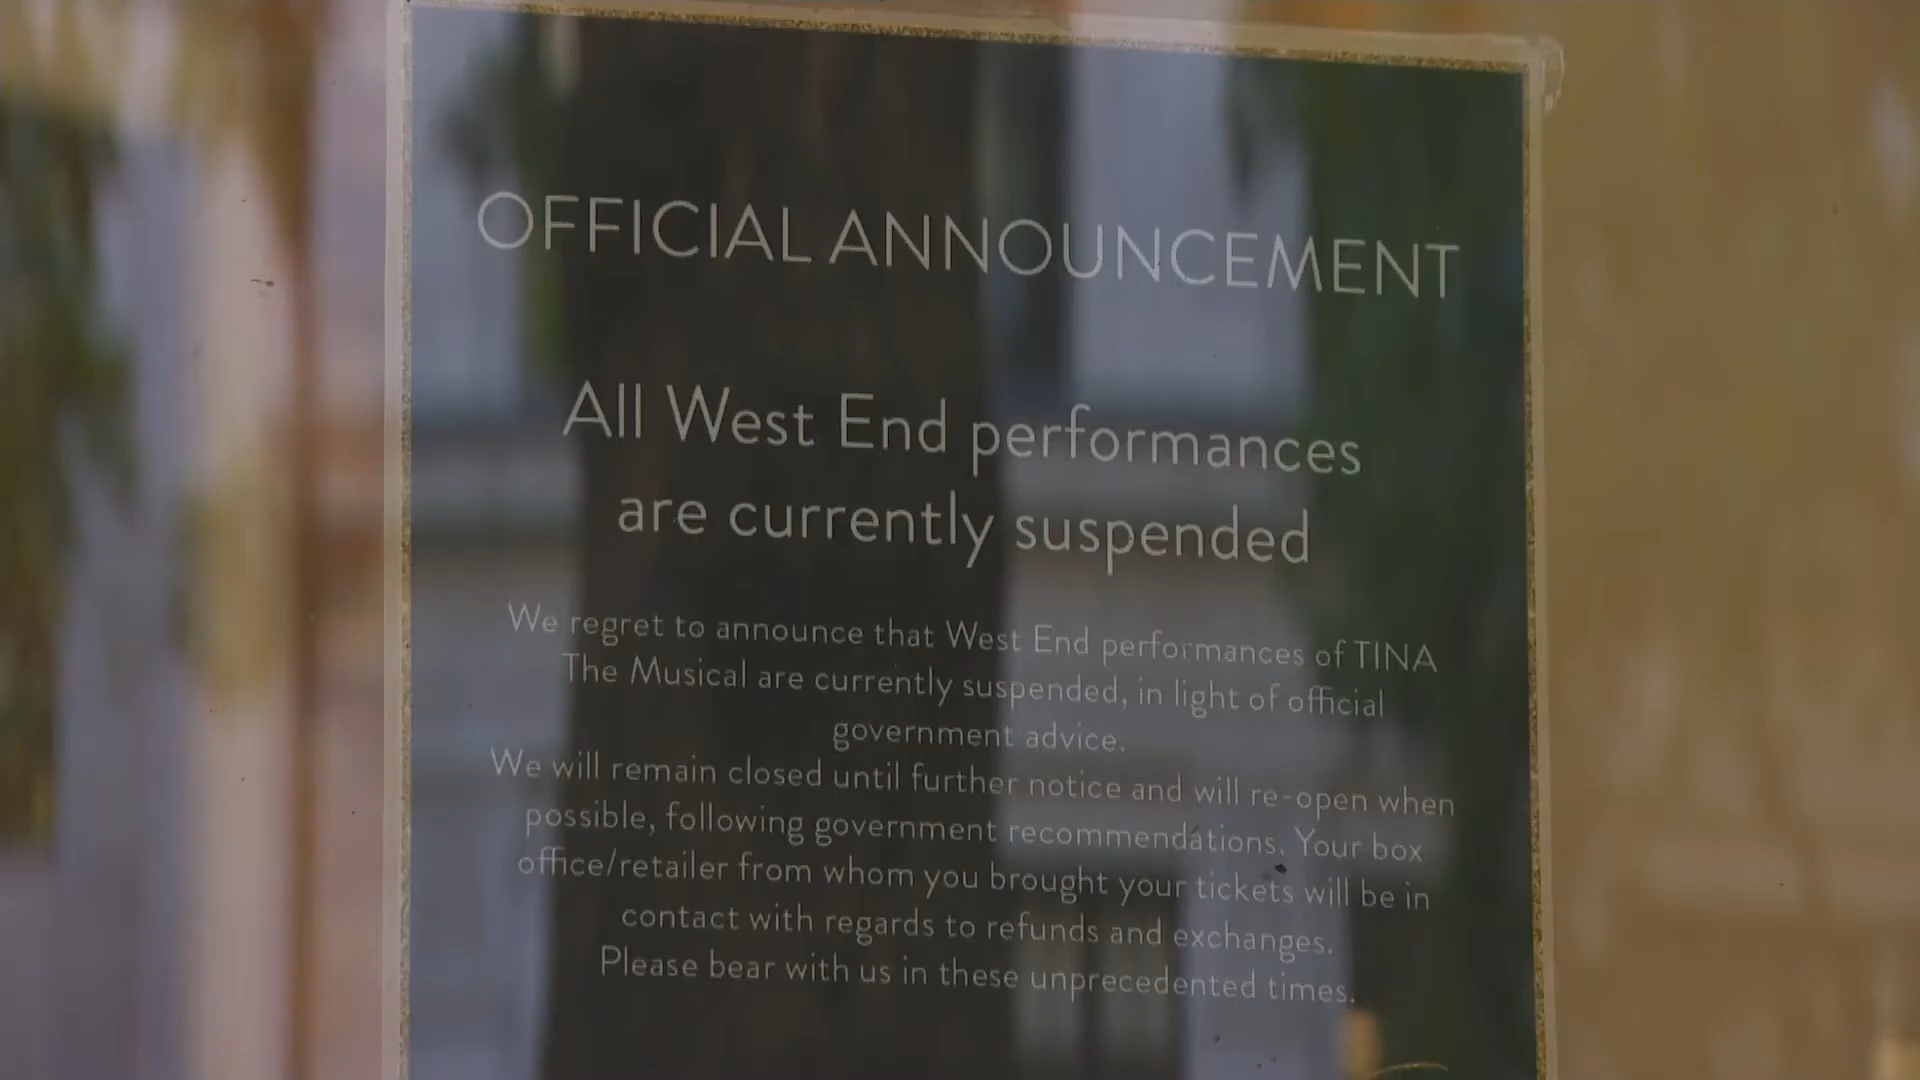 OFFICIAL ANNOUNCEMENT
All West End performances
are currently suspended
We regret to announce that West End performances of TINA
The Musical are currently suspended, in light of official
government advice.
We will remain closed until further notice and will re-open when
possible, following government recommendations. Your box
office/retailer from whom you brought your tickets will be in
contact with regards to refunds and exchanges.
Please bear with us in these unprecedented times.